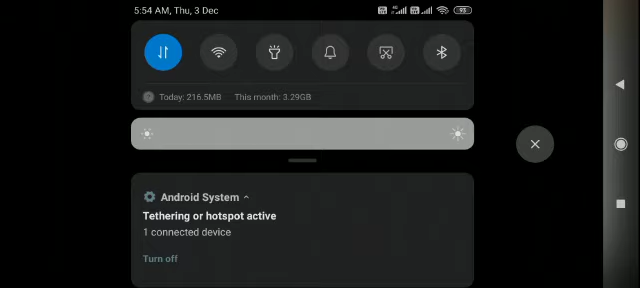 5:54 AM, Thu, 3 Dec
93
Today: 216.5MB This month: 3.29GB
Android System
Tethering or hotspot active
1 connected device
Turn off